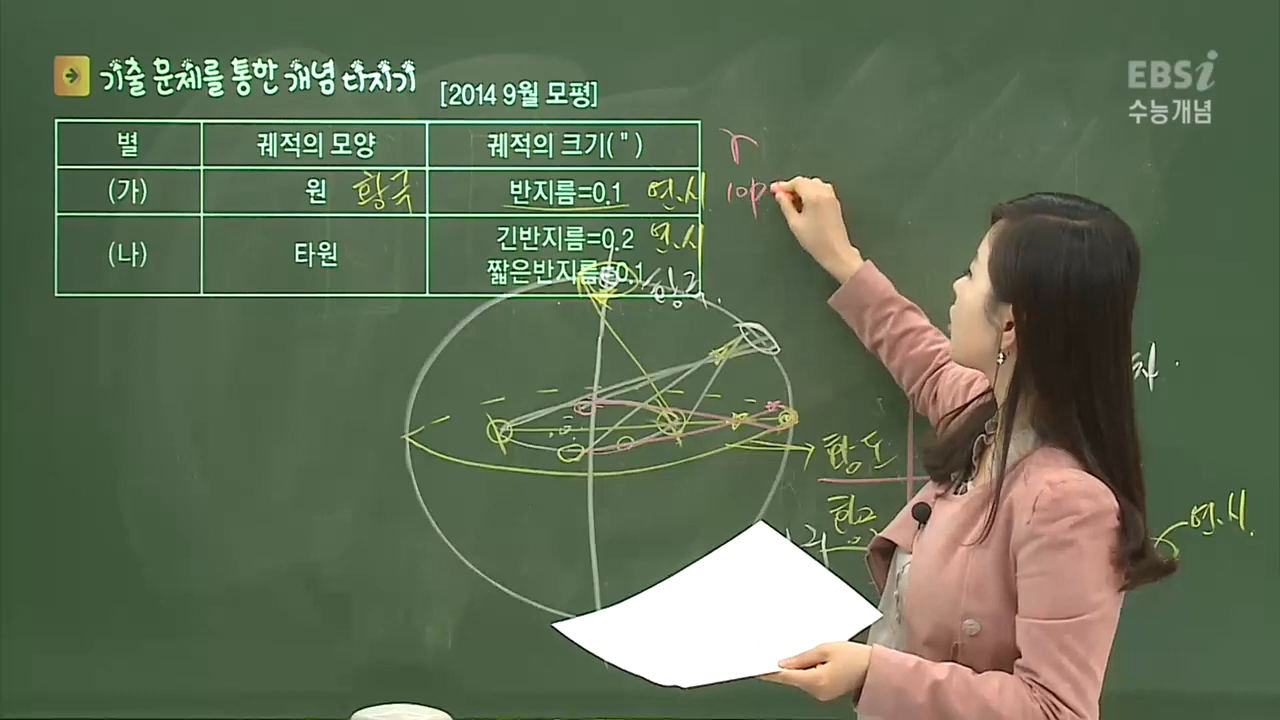 기출 문제를 통한 개념 다지기
[2014 9월 모평]
EBSi
수능개념
별 궤적의 모양 궤적의 크기(")
(가) 원 황극 반지름=0.1 연.시
(나) 타원 긴반지름=0.2 연.시
짧은반지름=0.1
r
10p
황도
황극
연.시.